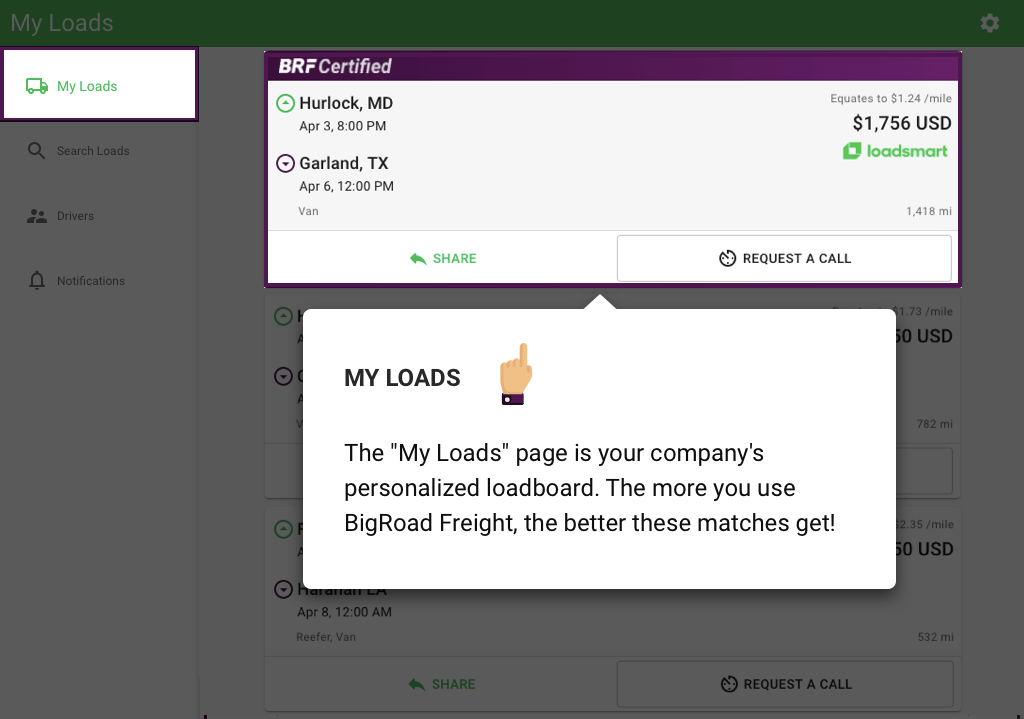 My Loads
My Loads
Search Loads
Drivers
Notifications
BRF Certified
Hurlock, MD
Equates to $1.24 /mile
Apr 3, 8:00 PM
$1,756 USD
loadsmart
Garland, TX
Apr 6, 12:00 PM
Van
1,418 mi
SHARE
REQUEST A CALL
$1.73 /mile
50 USD
782 mi
MY LOADS
The "My Loads" page is your company's
personalized loadboard. The more you use
BigRoad Freight, the better these matches get!
$2.35 /mile
50 USD
Harahan LA
Apr 8, 12:00 AM
Reefer, Van
532 mi
SHARE
REQUEST A CALL